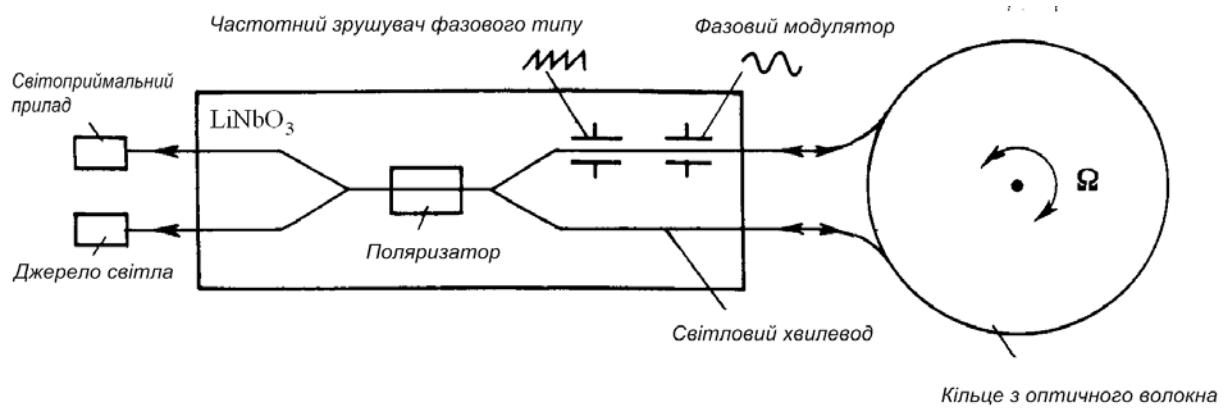 Частотний зрушувач фазового типу
Фазовий модулятор
Світоприймальний
прилад
LiNbO₃
Поляризатор
Ω
Джерело світла
Світловий хвилевод
Кільце з оптичного волокна